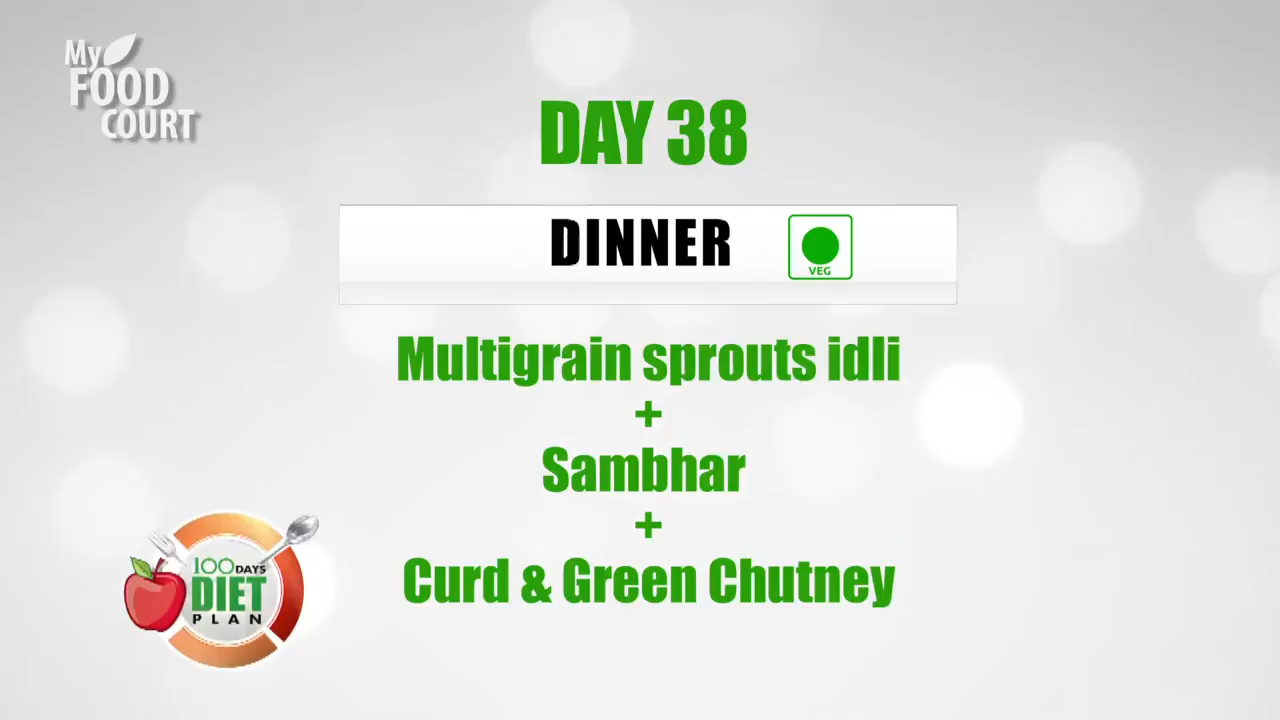 My
FOOD
COURT
DAY 38
DINNER
VEG
Multigrain sprouts idli
+
Sambhar
+
Curd & Green Chutney
100 DAYS
DIET
PLAN